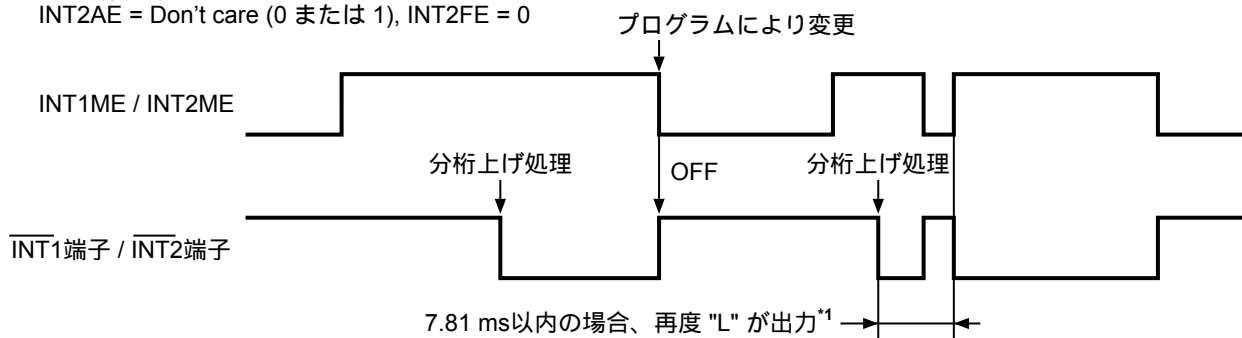 INT2AE = Don't care (0 または 1), INT2FE = 0
プログラムにより変更
INT1ME / INT2ME
分桁上げ処理
OFF
分桁上げ処理
INT1端子 / INT2端子
7.81 ms以内の場合、再度 "L" が出力*1